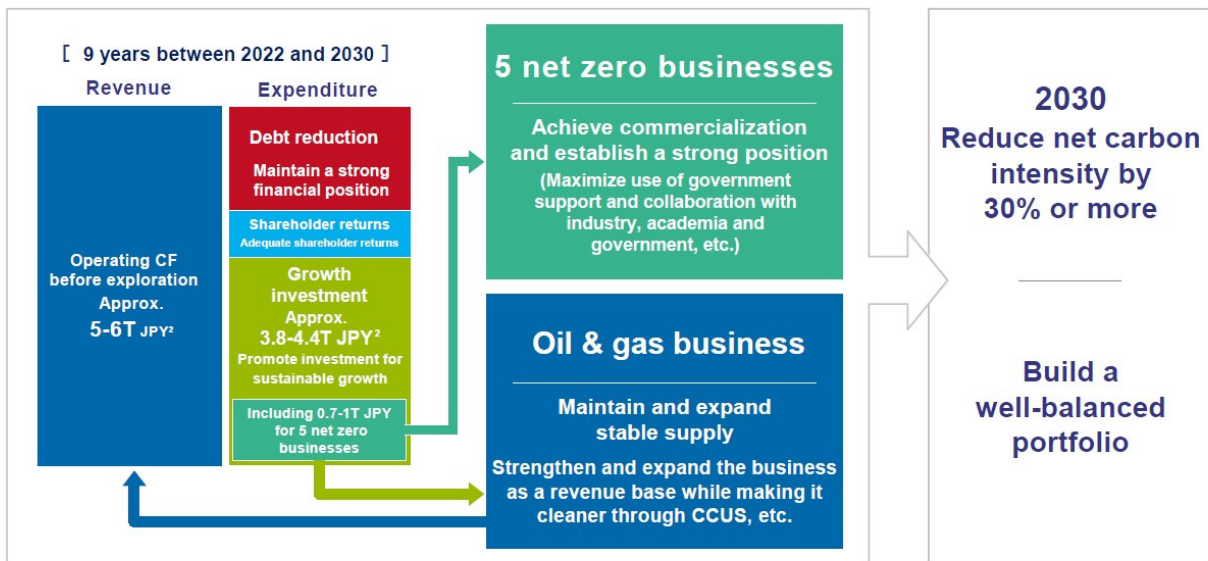 [ 9 years between 2022 and 2030 ]
Revenue
Expenditure
Operating CF
before exploration
Approx.
5-6T JPY²
Debt reduction
Maintain a strong
financial position
Shareholder returns
Adequate shareholder returns
Growth
investment
Approx.
3.8-4.4T JPY²
Promote investment for
sustainable growth
Including 0.7-1T JPY
for 5 net zero
businesses
5 net zero businesses
Achieve commercialization
and establish a strong position
(Maximize use of government
support and collaboration with
industry, academia and
government, etc.)
Oil & gas business
Maintain and expand
stable supply
Strengthen and expand the business
as a revenue base while making it
cleaner through CCUS, etc.
2030
Reduce net carbon
intensity by
30% or more
Build a
well-balanced
portfolio